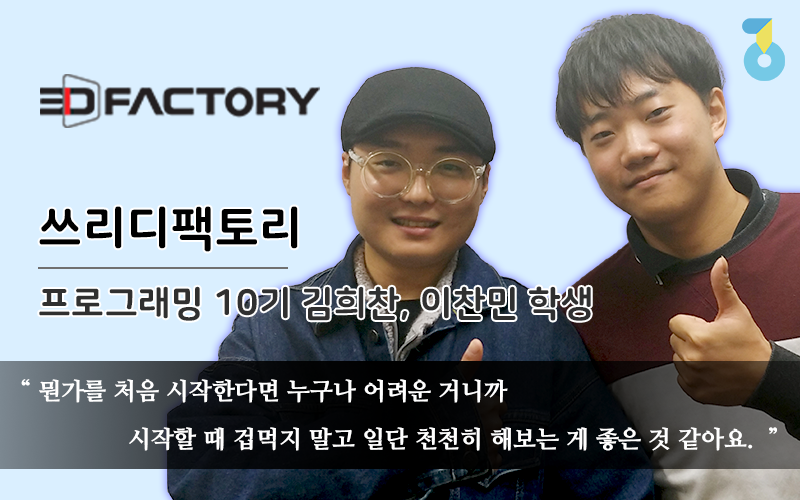 3DFACTORY
쓰리디팩토리
프로그래밍 10기 김희찬, 이찬민 학생
“ 뭔가를 처음 시작한다면 누구나 어려운 거니까
시작할 때 겁먹지 말고 일단 천천히 해보는 게 좋은 것 같아요. ”